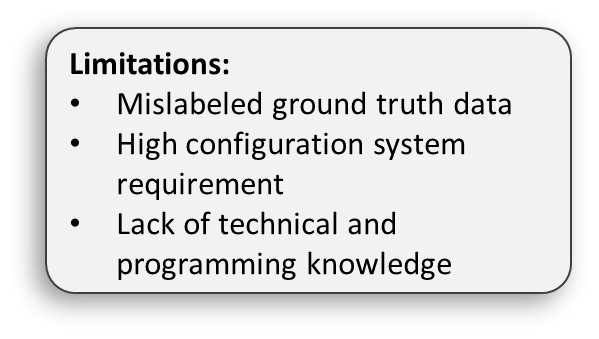 Limitations:
• Mislabeled ground truth data
• High configuration system
requirement
• Lack of technical and
programming knowledge